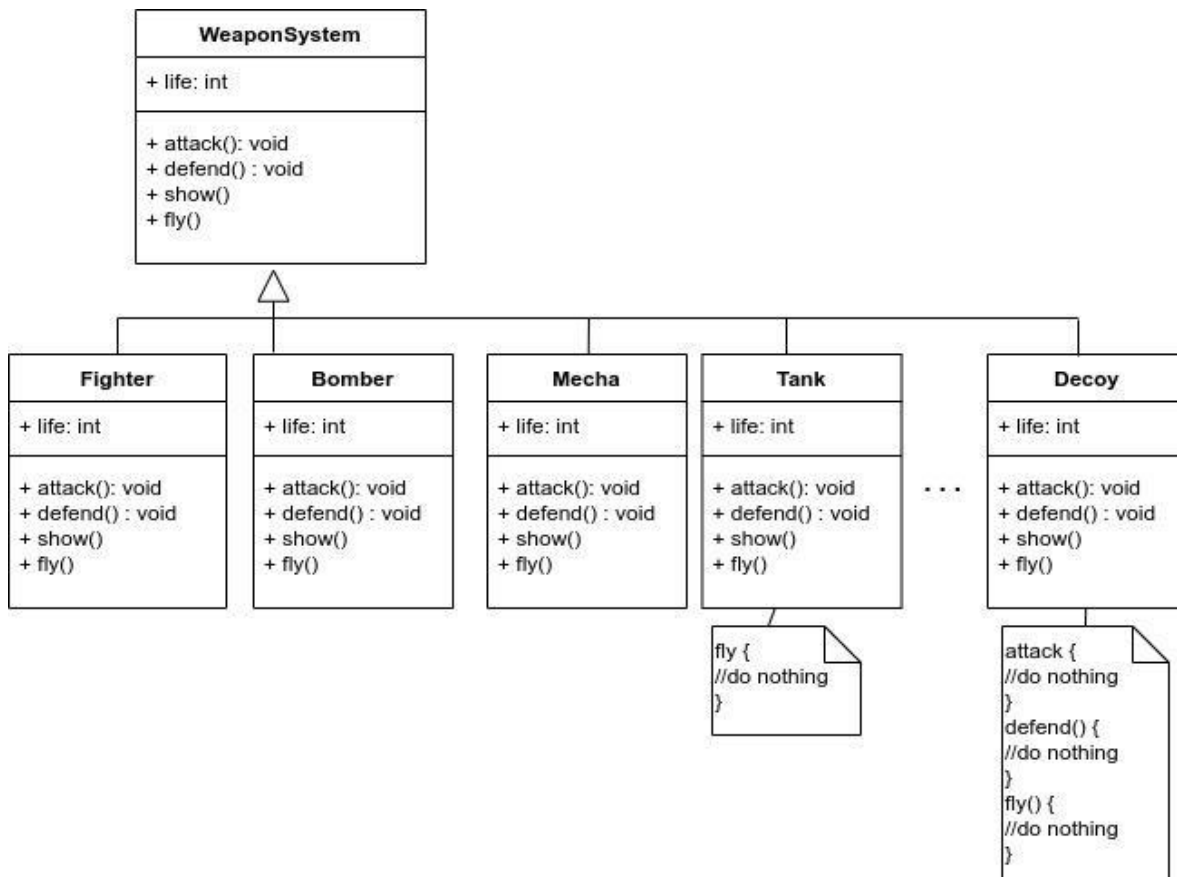 WeaponSystem
+ life: int
+ attack(): void
+ defend() : void
+ show()
+ fly()
Fighter
+ life: int
+ attack(): void
+ defend() : void
+ show()
+ fly()
Bomber
+ life: int
+ attack(): void
+ defend() : void
+ show()
+ fly()
Mecha
+ life: int
+ attack(): void
+ defend() : void
+ show()
+ fly()
Tank
+ life: int
+ attack(): void
+ defend() : void
+ show()
+ fly()
fly {
//do nothing
}
. . .
Decoy
+ life: int
+ attack(): void
+ defend() : void
+ show()
+ fly()
attack {
//do nothing
}
defend() {
//do nothing
}
fly() {
//do nothing
}